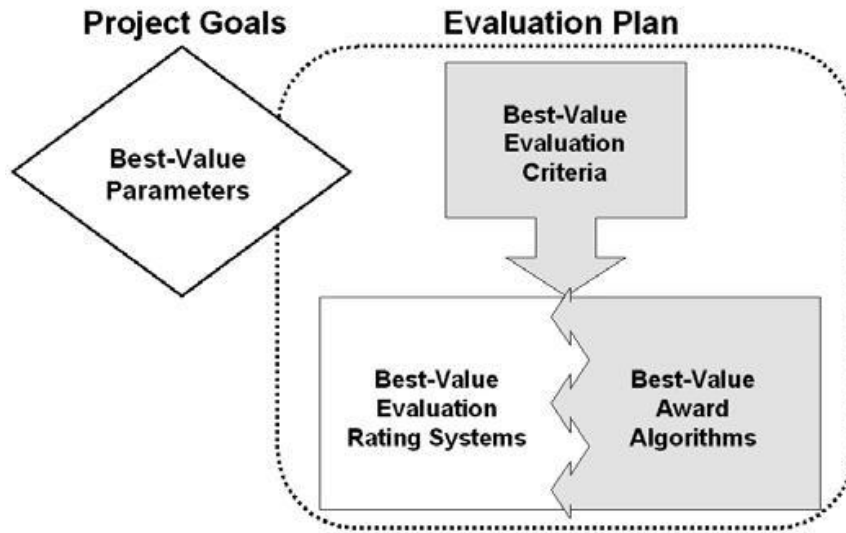 Project Goals
Evaluation Plan
Best-Value
Parameters
Best-Value
Evaluation
Criteria
Best-Value
Evaluation
Rating Systems
Best-Value
Award
Algorithms